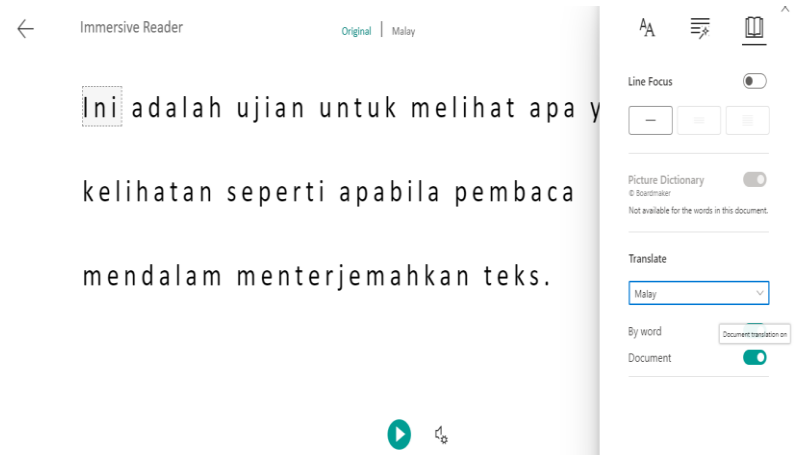 Immersive Reader
Original | Malay
Ini adalah ujian untuk melihat apa
kelihatan seperti apabila pembaca
mendalam menterjemahkan teks.
AA
Line Focus
Picture Dictionary
© Boardmaker
Not available for the words in this document.
Translate
Malay
By word
Document translation on
Document